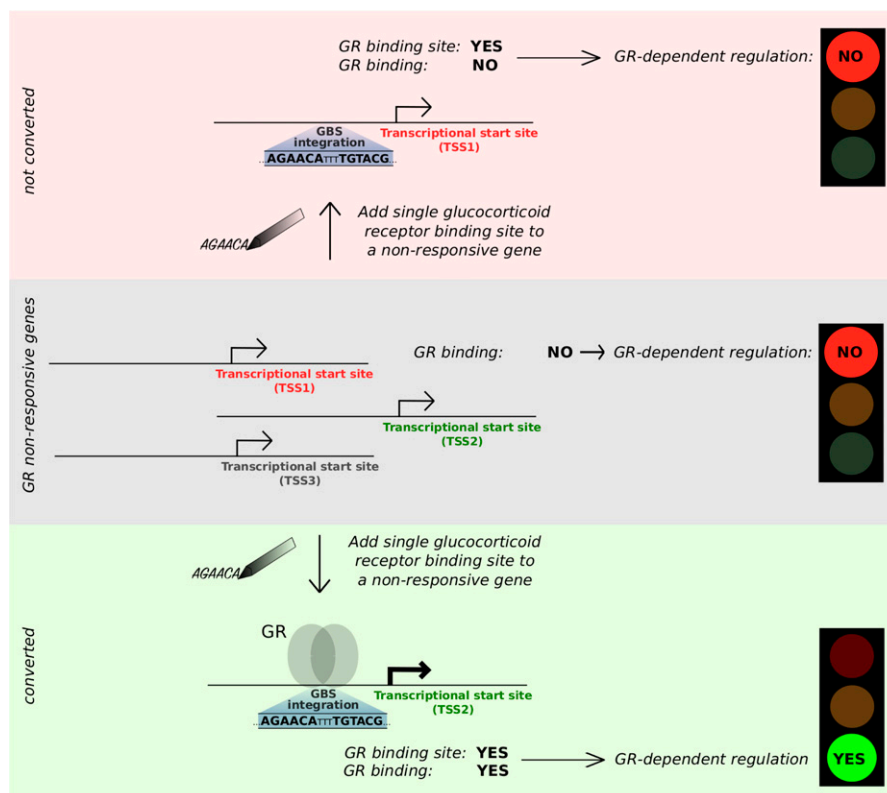 not converted
GR binding site: YES
GR binding: NO
GR-dependent regulation:
NO
Transcriptional start site
(TSS1)
GBS
integration
...AGAACATTTTGTACG...
AGAACA
Add single glucocorticoid
receptor binding site to
a non-responsive gene
GR non-responsive genes
GR binding: NO
GR-dependent regulation:
NO
Transcriptional start site
(TSS1)
Transcriptional start site
(TSS2)
Transcriptional start site
(TSS3)
AGAACA
Add single glucocorticoid
receptor binding site to
a non-responsive gene
converted
GR
GBS
integration
...AGAACATTTTGTACG...
Transcriptional start site
(TSS2)
GR binding site: YES
GR binding: YES
GR-dependent regulation
YES